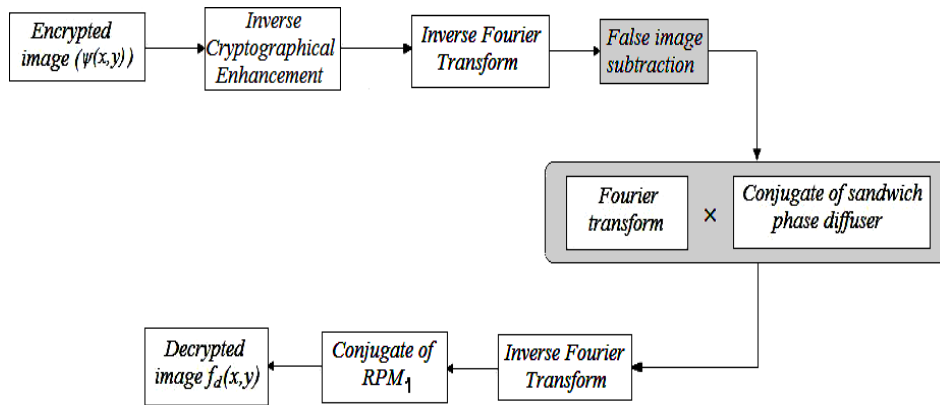 Encrypted
image (ψ(x,y))
Inverse
Cryptographical
Enhancement
Inverse Fourier
Transform
False image
subtraction
Fourier
transform
×
Conjugate of sandwich
phase diffuser
Decrypted
image f_d(x,y)
Conjugate of
RPM₁
Inverse Fourier
Transform